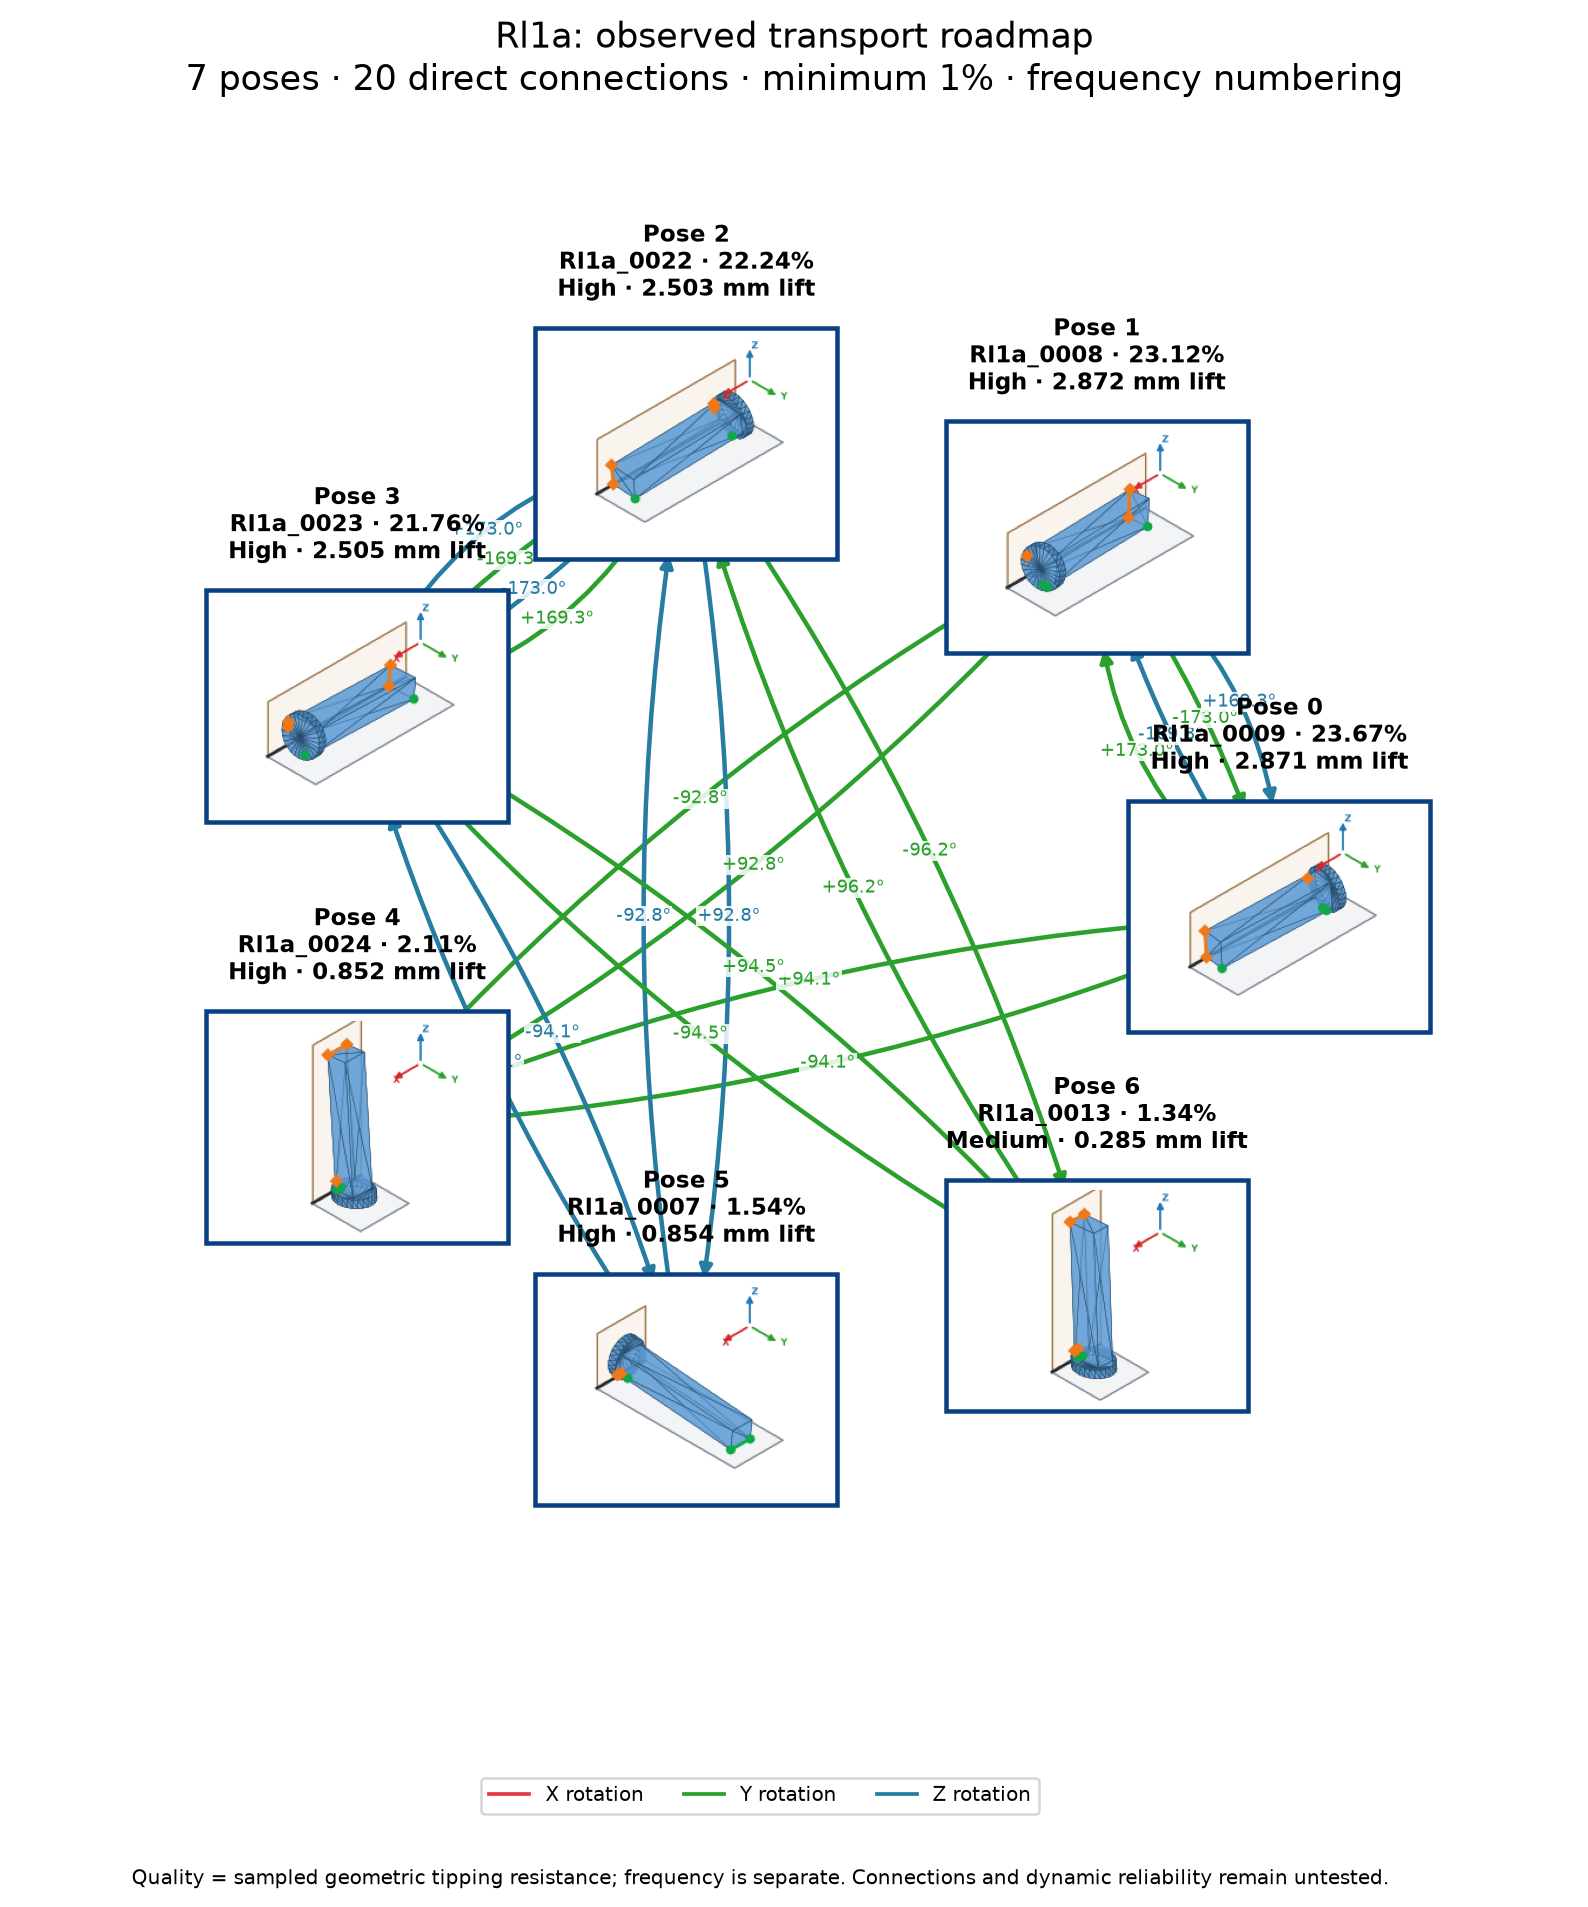 Rl1a: observed transport roadmap
7 poses · 20 direct connections · minimum 1% · frequency numbering
Pose 2
Rl1a_0022 · 22.24%
High · 2.503 mm lift
Pose 1
Rl1a_0008 · 23.12%
High · 2.872 mm lift
Pose 3
Rl1a_0023 · 21.76%
High · 2.505 mm lift
+173.0°
-169.3
173.0°
+169.3°
Pose 0
Rl1a_0009 · 23.67%
High · 2.871 mm lift
+169.3°
-173.0°
+173.0°
-92.8°
+92.8°
-96.2°
+96.2°
-92.8°
+92.8°
Pose 4
Rl1a_0024 · 2.11%
High · 0.852 mm lift
+94.5°
+94.1°
-94.1°
-94.5°
-94.1°
Pose 6
Rl1a_0013 · 1.34%
Medium · 0.285 mm lift
Pose 5
Rl1a_0007 · 1.54%
High · 0.854 mm lift
Z
Y
Z
Y
Z
X
Y
Z
Y
Z
X
Y
Z
X
Y
Z
X
Y
X rotation
Y rotation
Z rotation
Quality = sampled geometric tipping resistance; frequency is separate. Connections and dynamic reliability remain untested.